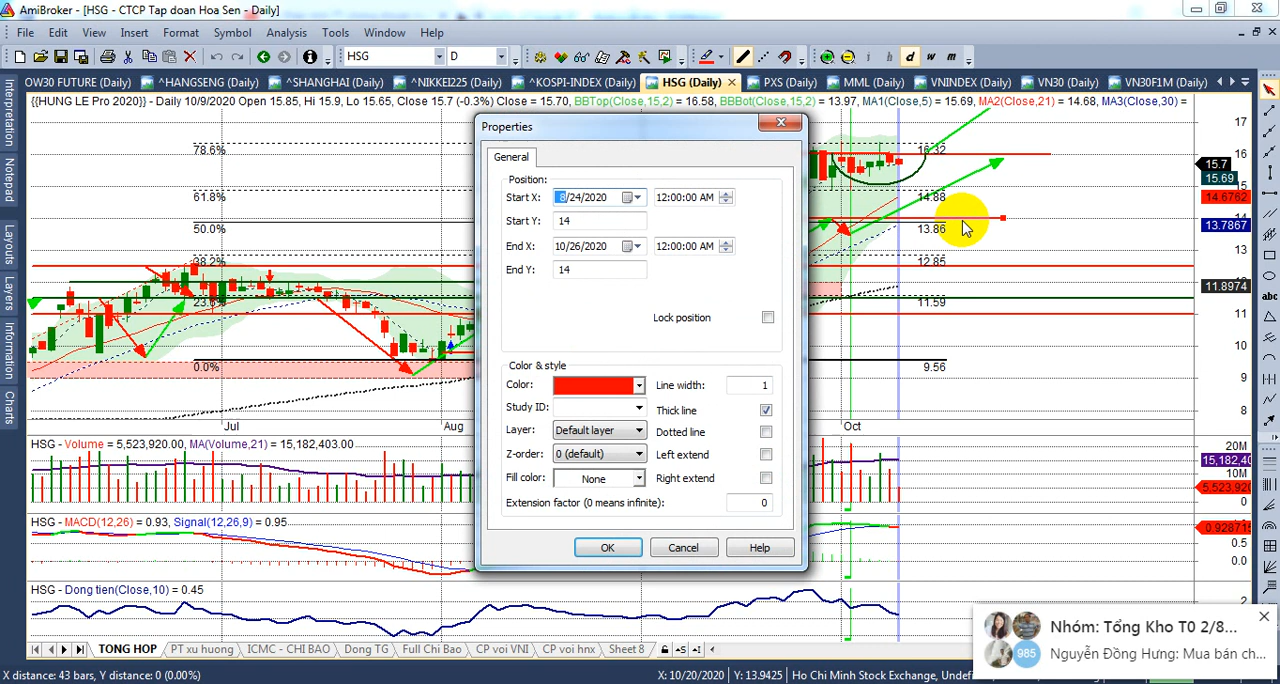 AmiBroker - [HSG - CTCP Tap doan Hoa Sen - Daily]
File Edit View Insert Format Symbol Analysis Tools Window Help
HSG D
i h d w m
OW30 FUTURE (Daily) ^HANGSENG (Daily) ^SHANGHAI (Daily) ^NIKKEI225 (Daily) ^KOSPI-INDEX (Daily) HSG (Daily) PXS (Daily) MML (Daily) VNINDEX (Daily) VN30 (Daily) VN30F1M (Daily)
{{HUNG LE Pro 2020}} - Daily 10/9/2020 Open 15.85, Hi 15.9, Lo 15.65, Close 15.7 (-0.3%) Close = 15.70, BBTop(Close,15,2) = 16.58, BBBot(Close,15,2) = 13.97, MA1(Close,5) = 15.69, MA2(Close,21) = 14.68, MA3(Close,30) =
Interpretation
Notepad
Layouts
Layers
Information
Charts
78.6%
61.8%
50.0%
38.2%
23.6%
0.0%
16.32
14.88
13.86
12.85
11.59
9.56
17
16
15.7
15.69
15
14.6762
14
13.7867
13
12
11.8974
11
10
9
8
Properties
General
Position:
Start X: 8/24/2020 12:00:00 AM
Start Y: 14
End X: 10/26/2020 12:00:00 AM
End Y: 14
Lock position
Color & style
Color: Line width: 1
Study ID: Thick line
Layer: Default layer Dotted line
Z-order: 0 (default) Left extend
Fill color: None Right extend
Extension factor (0 means infinite): 0
OK Cancel Help
Jul Aug Oct
HSG - Volume = 5,523,920.00, MA(Volume,21) = 15,182,403.00
20M
15,182,40
10M
5,523,920
HSG - MACD(12,26) = 0.93, Signal(12,26,9) = 0.95
0.928715
0.5
0.0
HSG - Dong tien(Close,10) = 0.45
2
TONG HOP PT xu huong ICMC - CHI BAO Dong TG Full Chi Bao CP voi VNI CP voi hnx Sheet 8
Nhóm: Tổng Kho T0 2/8...
985 Nguyễn Đồng Hưng: Mua bán ch...
X distance: 43 bars, Y distance: 0 (0.00%) X: 10/20/2020 Y: 13.9425 Ho Chi Minh Stock Exchange, Undef